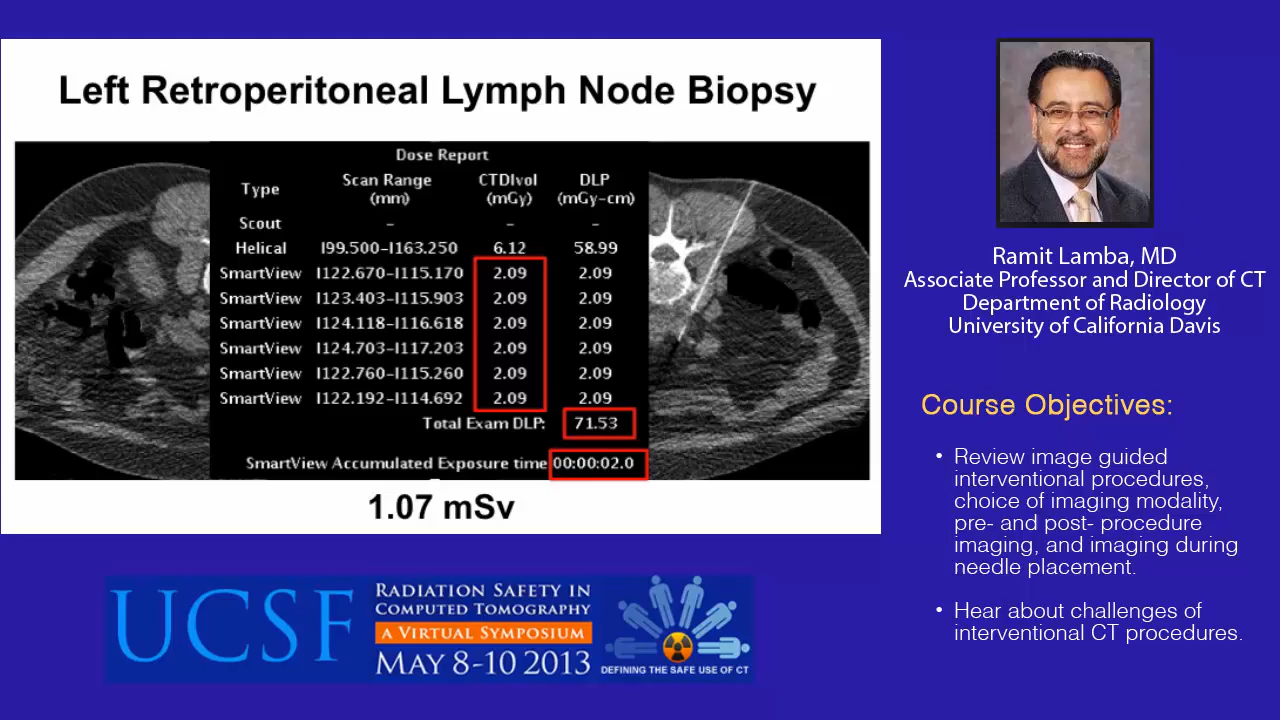 Left Retroperitoneal Lymph Node Biopsy
Dose Report
Type Scan Range (mm) CTDIvol (mGy) DLP (mGy-cm)
Scout - - -
Helical I99.500-I163.250 6.12 58.99
SmartView I122.670-I115.170 2.09 2.09
SmartView I123.403-I115.903 2.09 2.09
SmartView I124.118-I116.618 2.09 2.09
SmartView I124.703-I117.203 2.09 2.09
SmartView I122.760-I115.260 2.09 2.09
SmartView I122.192-I114.692 2.09 2.09
Total Exam DLP: 71.53
SmartView Accumulated Exposure time 00:00:02.0
1.07 mSv
Ramit Lamba, MD
Associate Professor and Director of CT
Department of Radiology
University of California Davis
Course Objectives:
• Review image guided
interventional procedures,
choice of imaging modality,
pre- and post- procedure
imaging, and imaging during
needle placement.
• Hear about challenges of
interventional CT procedures.
UCSF
RADIATION SAFETY IN
COMPUTED TOMOGRAPHY
A VIRTUAL SYMPOSIUM
MAY 8-10 2013
DEFINING THE SAFE USE OF CT